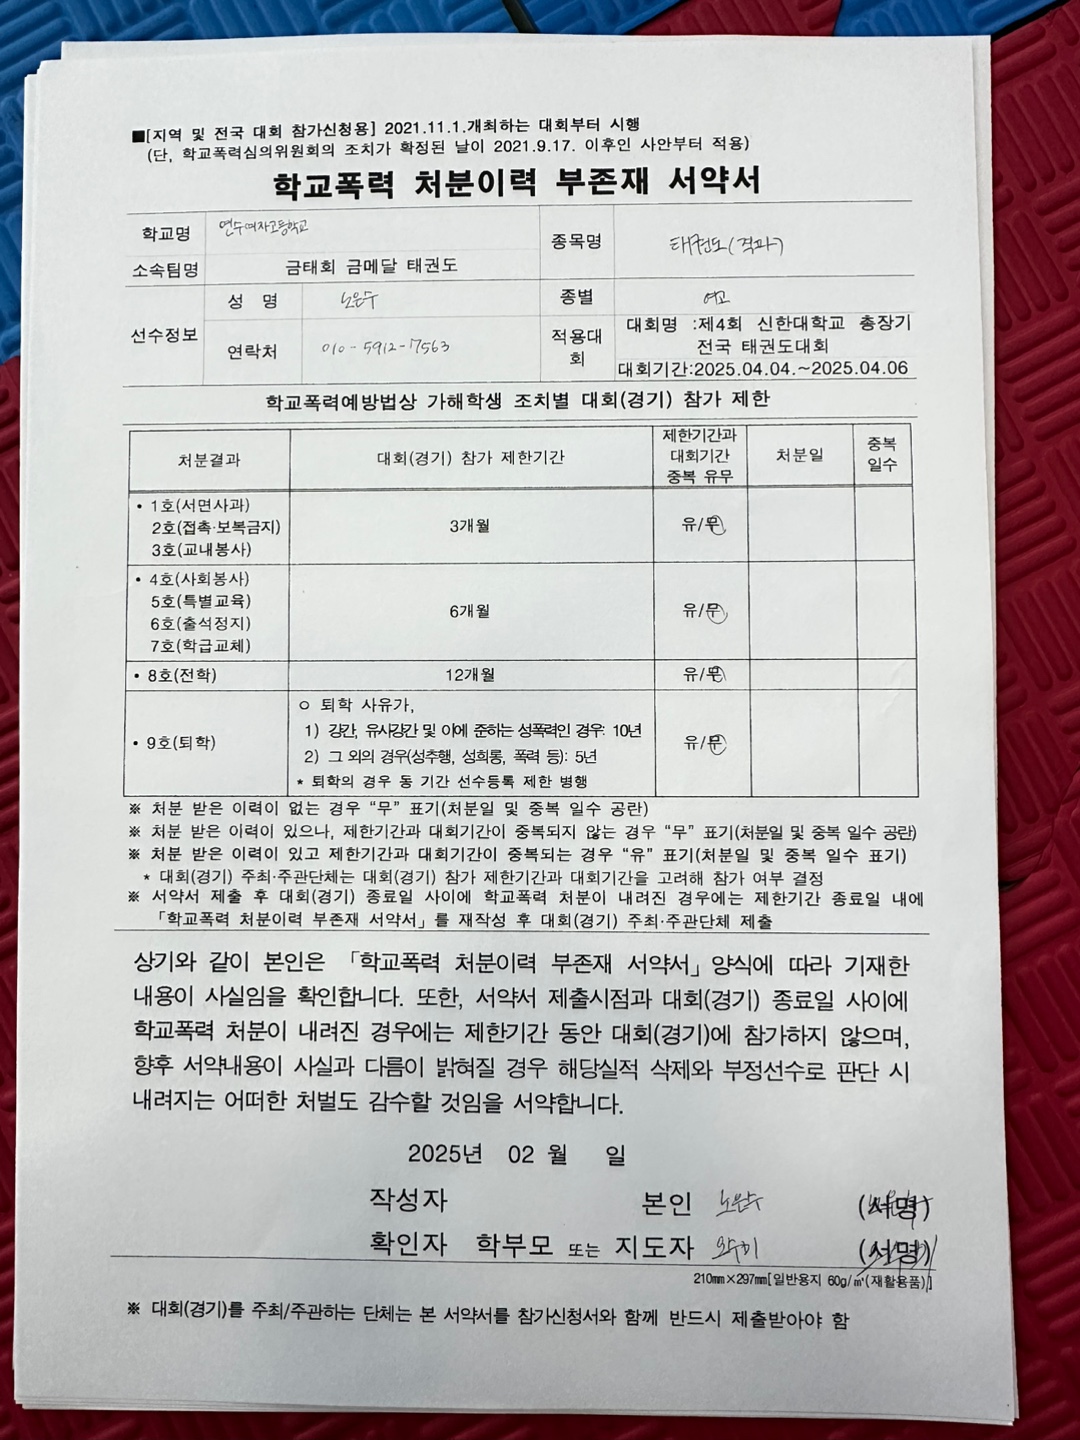 ■[지역 및 전국 대회 참가신청용] 2021.11.1.개최하는 대회부터 시행
(단, 학교폭력심의위원회의 조치가 확정된 날이 2021.9.17. 이후인 사안부터 적용)
학교폭력 처분이력 부존재 서약서
학교명 연수여자고등학교 종목명 태권도(격파)
소속팀명 금태회 금메달 태권도
선수정보 성 명 노은수 종별 여고
연락처 010-5912-7563 적용대회 대회명 :제4회 신한대학교 총장기
전국 태권도대회
대회기간:2025.04.04.~2025.04.06
학교폭력예방법상 가해학생 조치별 대회(경기) 참가 제한
처분결과 대회(경기) 참가 제한기간 제한기간과 대회기간 중복 유무 처분일 중복 일수
• 1호(서면사과)
2호(접촉·보복금지) 3개월 유/무
3호(교내봉사)
• 4호(사회봉사)
5호(특별교육) 6개월 유/무
6호(출석정지)
7호(학급교체)
• 8호(전학) 12개월 유/무
• 9호(퇴학) ㅇ 퇴학 사유가, 유/무
1) 강간, 유사강간 및 이에 준하는 성폭력인 경우: 10년
2) 그 외의 경우(성추행, 성희롱, 폭력 등): 5년
* 퇴학의 경우 동 기간 선수등록 제한 병행
※ 처분 받은 이력이 없는 경우 “무” 표기(처분일 및 중복 일수 공란)
※ 처분 받은 이력이 있으나, 제한기간과 대회기간이 중복되지 않는 경우 “무” 표기(처분일 및 중복 일수 공란)
※ 처분 받은 이력이 있고 제한기간과 대회기간이 중복되는 경우 “유” 표기(처분일 및 중복 일수 표기)
* 대회(경기) 주최·주관단체는 대회(경기) 참가 제한기간과 대회기간을 고려해 참가 여부 결정
※ 서약서 제출 후 대회(경기) 종료일 사이에 학교폭력 처분이 내려진 경우에는 제한기간 종료일 내에
「학교폭력 처분이력 부존재 서약서」를 재작성 후 대회(경기) 주최·주관단체 제출
상기와 같이 본인은 「학교폭력 처분이력 부존재 서약서」양식에 따라 기재한
내용이 사실임을 확인합니다. 또한, 서약서 제출시점과 대회(경기) 종료일 사이에
학교폭력 처분이 내려진 경우에는 제한기간 동안 대회(경기)에 참가하지 않으며,
향후 서약내용이 사실과 다름이 밝혀질 경우 해당실적 삭제와 부정선수로 판단 시
내려지는 어떠한 처벌도 감수할 것임을 서약합니다.
2025년 02 월 일
작성자 본인 노은수 (서명)
확인자 학부모 또는 지도자 (서명)
210㎜×297㎜[일반용지 60g/㎡(재활용품)]
※ 대회(경기)를 주최/주관하는 단체는 본 서약서를 참가신청서와 함께 반드시 제출받아야 함